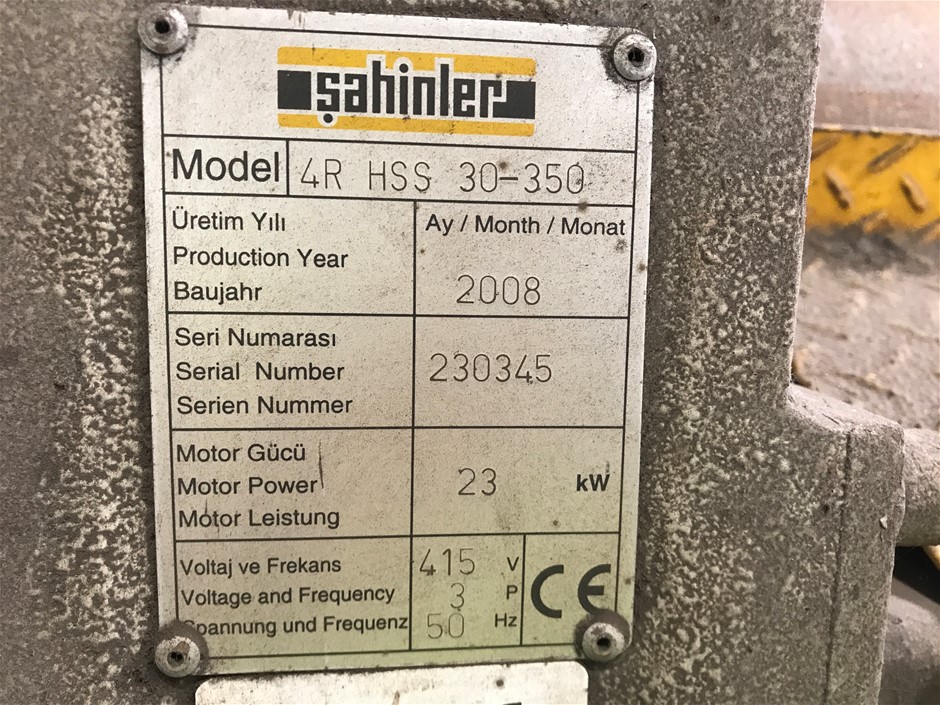 şahinler
Model 4R HSS 30-350
Üretim Yılı Ay / Month / Monat
Production Year
Baujahr 2008
Seri Numarası
Serial Number 230345
Serien Nummer
Motor Gücü
Motor Power 23 kW
Motor Leistung
Voltaj ve Frekans 415 V
Voltage and Frequency 3 P
Spannung und Frequenz 50 Hz
CE